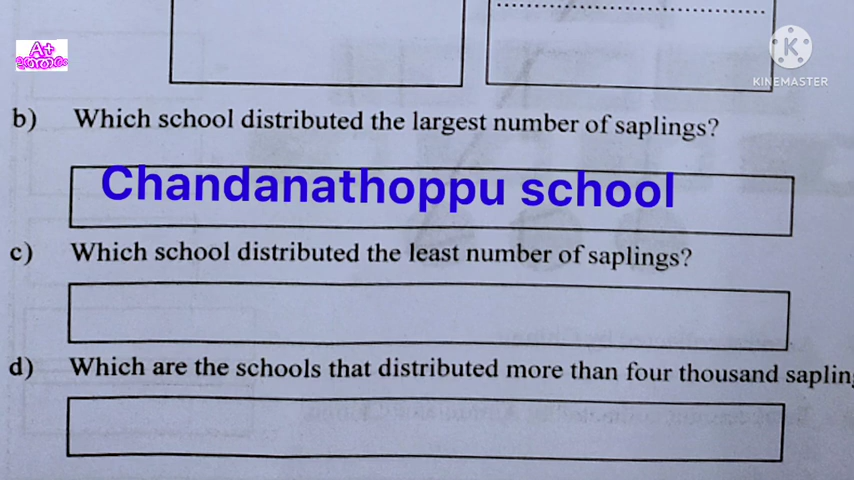 A+
KINEMASTER
b) Which school distributed the largest number of saplings?
Chandanathoppu school
c) Which school distributed the least number of saplings?
d) Which are the schools that distributed more than four thousand saplin